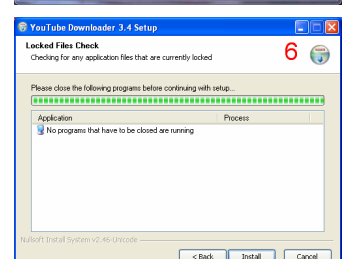 YouTube Downloader 3.4 Setup
Locked Files Check
Checking for any application files that are currently locked
6
Please close the following programs before continuing with setup...
Application Process
No programs that have to be closed are running
Nullsoft Install System v2.46-Unicode
< Back Install Cancel